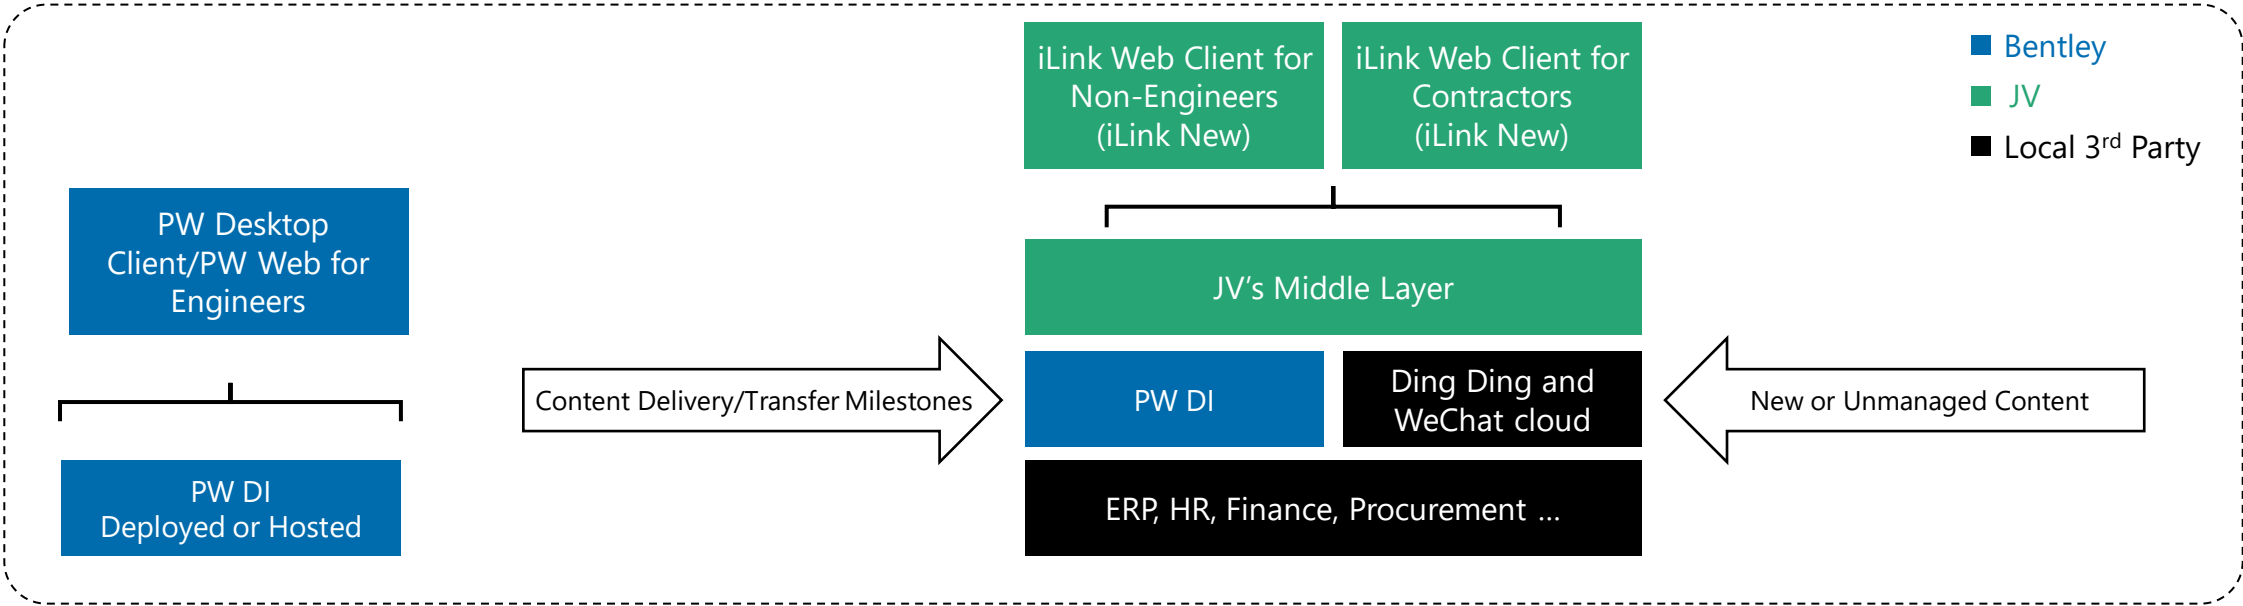 iLink Web Client for
Non-Engineers
(iLink New)
iLink Web Client for
Contractors
(iLink New)
Bentley
JV
Local 3rd Party
PW Desktop
Client/PW Web for
Engineers
JV’s Middle Layer
Content Delivery/Transfer Milestones
PW DI
Ding Ding and
WeChat cloud
New or Unmanaged Content
PW DI
Deployed or Hosted
ERP, HR, Finance, Procurement ...